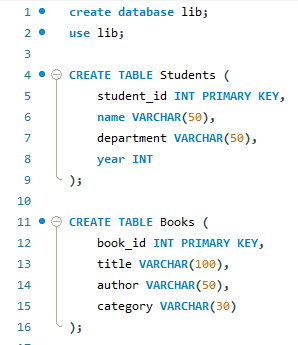 1 create database lib;
2 use lib;
3
4 CREATE TABLE Students (
5 student_id INT PRIMARY KEY,
6 name VARCHAR(50),
7 department VARCHAR(50),
8 year INT
9 );
10
11 CREATE TABLE Books (
12 book_id INT PRIMARY KEY,
13 title VARCHAR(100),
14 author VARCHAR(50),
15 category VARCHAR(30)
16 );
17